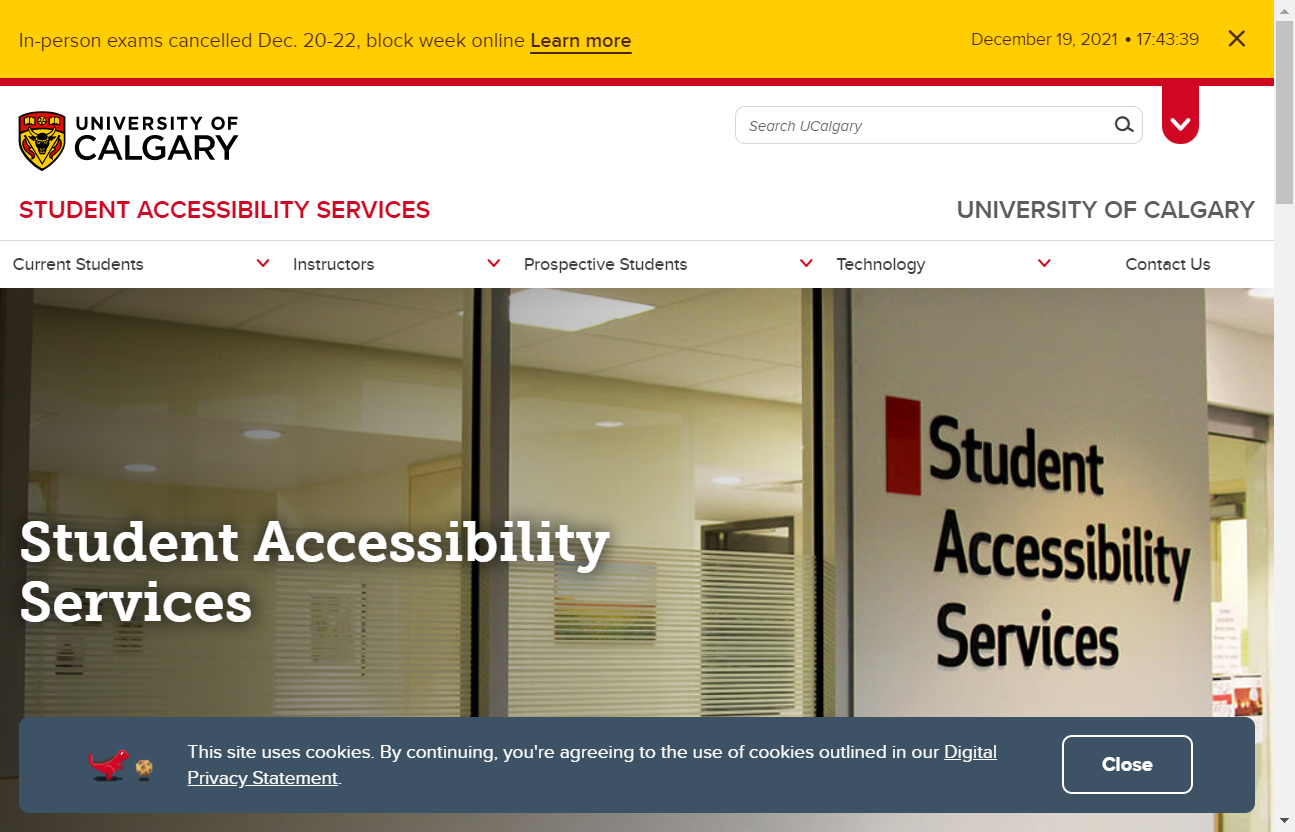 In-person exams cancelled Dec. 20-22, block week online Learn more
December 19, 2021 • 17:43:39
UNIVERSITY OF
CALGARY
Search UCalgary
STUDENT ACCESSIBILITY SERVICES
UNIVERSITY OF CALGARY
Current Students
Instructors
Prospective Students
Technology
Contact Us
Student
Accessibility
Services
Student Accessibility
Services
This site uses cookies. By continuing, you're agreeing to the use of cookies outlined in our Digital
Privacy Statement.
Close